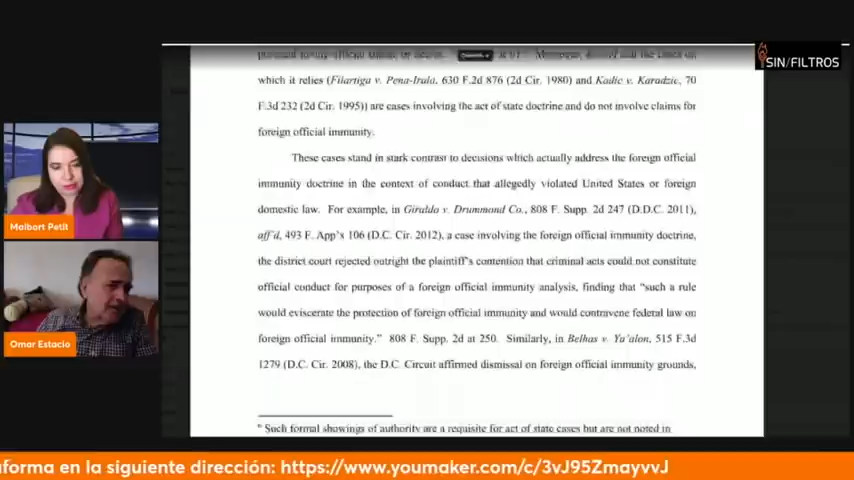 SIN/FILTROS
which it relies (Filartiga v. Pena-Irala, 630 F.2d 876 (2d Cir. 1980) and Kadic v. Karadzic, 70
F.3d 232 (2d Cir. 1995)) are cases involving the act of state doctrine and do not involve claims for
foreign official immunity.
These cases stand in stark contrast to decisions which actually address the foreign official
immunity doctrine in the context of conduct that allegedly violated United States or foreign
domestic law. For example, in Giraldo v. Drummond Co., 808 F. Supp. 2d 247 (D.D.C. 2011),
aff'd, 493 F. App's 106 (D.C. Cir. 2012), a case involving the foreign official immunity doctrine,
the district court rejected outright the plaintiff's contention that criminal acts could not constitute
official conduct for purposes of a foreign official immunity analysis, finding that "such a rule
would eviscerate the protection of foreign official immunity and would contravene federal law on
foreign official immunity." 808 F. Supp. 2d at 250. Similarly, in Belhas v. Ya'alon, 515 F.3d
1279 (D.C. Cir. 2008), the D.C. Circuit affirmed dismissal on foreign official immunity grounds,
Such formal showings of authority are a requisite for act of state cases but are not noted in
Maibort Petit
Omar Estacio
aforma en la siguiente dirección: https://www.youmaker.com/c/3vJ95ZmayvvJ